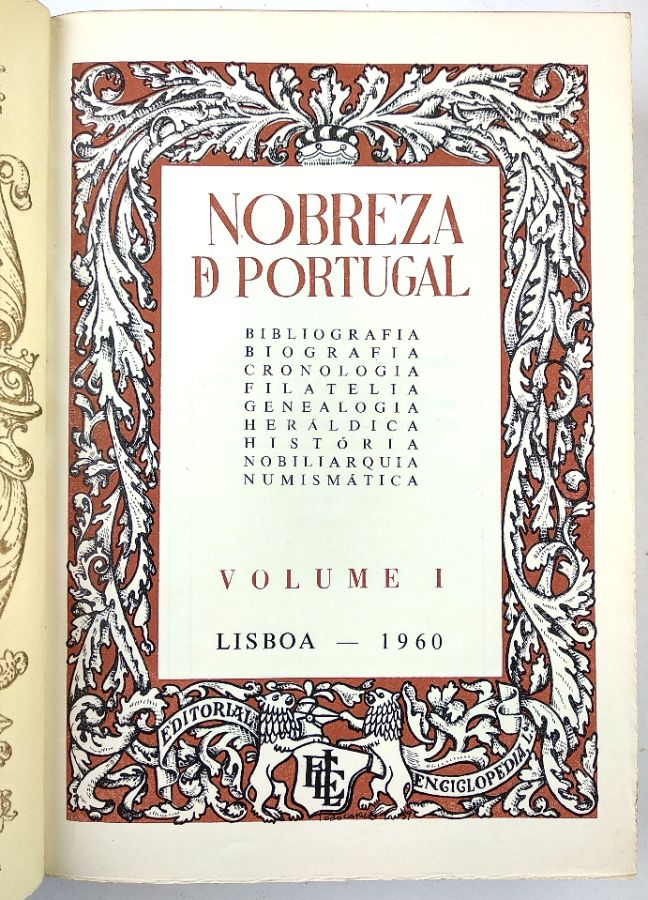 NOBREZA
DE PORTUGAL
BIBLIOGRAFIA
BIOGRAFIA
CRONOLOGIA
FILATELIA
GENEALOGIA
HERÁLDICA
HISTÓRIA
NOBILIARQUIA
NUMISMÁTICA
VOLUME I
LISBOA — 1960
EDITORIAL
ENCICLOPÉDIA, L.